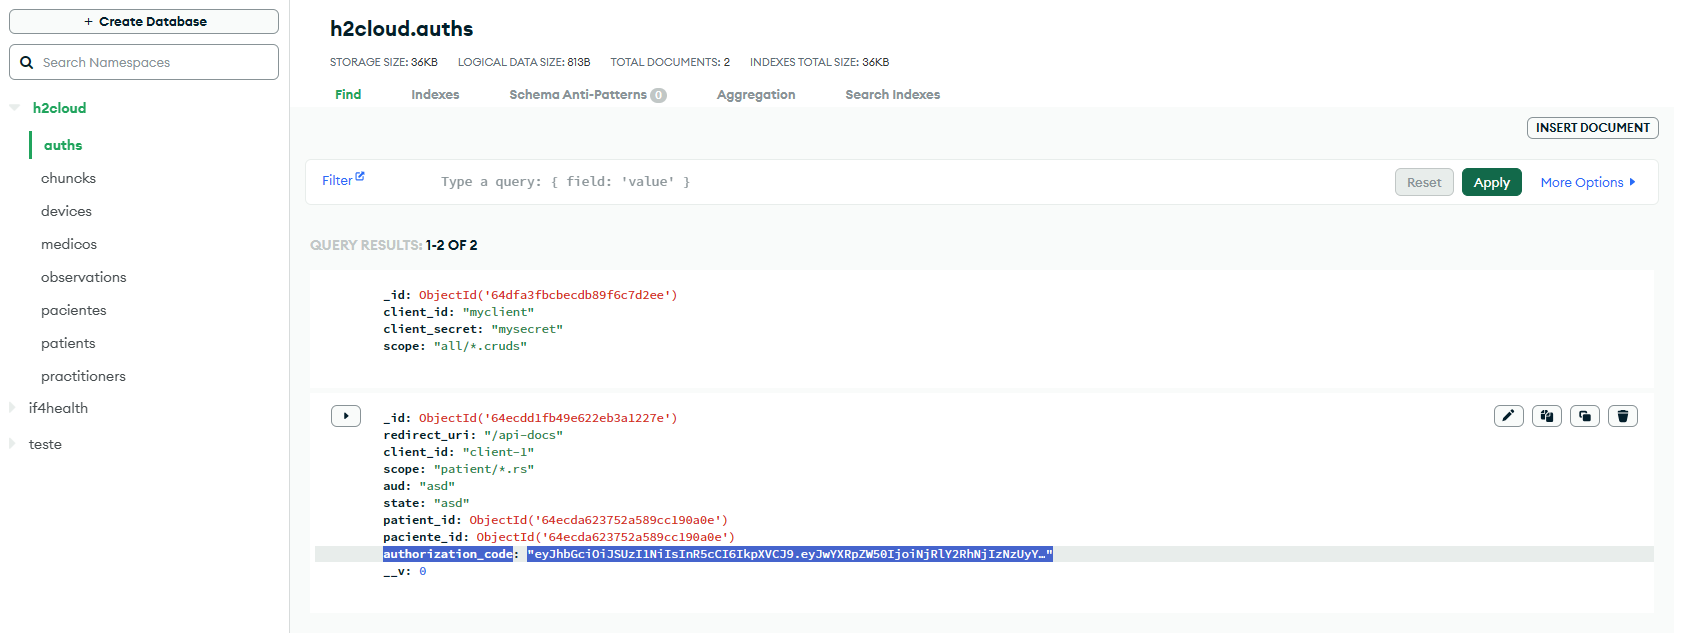 + Create Database
Search Namespaces
h2cloud
auths
chuncks
devices
medicos
observations
pacientes
patients
practitioners
if4health
teste
h2cloud.auths
STORAGE SIZE: 36KB LOGICAL DATA SIZE: 813B TOTAL DOCUMENTS: 2 INDEXES TOTAL SIZE: 36KB
Find Indexes Schema Anti-Patterns 0 Aggregation Search Indexes
INSERT DOCUMENT
Filter Type a query: { field: 'value' } Reset Apply More Options
QUERY RESULTS: 1-2 OF 2
_id: ObjectId('64dfa3fbcbecdb89f6c7d2ee')
client_id: "myclient"
client_secret: "mysecret"
scope: "all/*.cruds"
_id: ObjectId('64ecdd1fb49e622eb3a1227e')
redirect_uri: "/api-docs"
client_id: "client-1"
scope: "patient/*.rs"
aud: "asd"
state: "asd"
patient_id: ObjectId('64ecda623752a589cc190a0e')
paciente_id: ObjectId('64ecda623752a589cc190a0e')
authorization_code: "eyJhbGciOiJSUzI1NiIsInR5cCI6IkpXVCJ9.eyJwYXRpZW50IjoiNjRlY2RhNjIzNzUyY…"
__v: 0